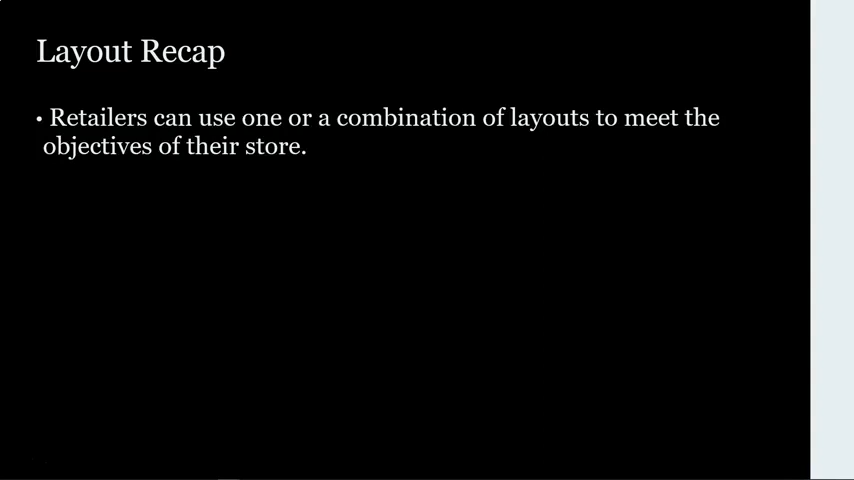 Layout Recap
• Retailers can use one or a combination of layouts to meet the
objectives of their store.